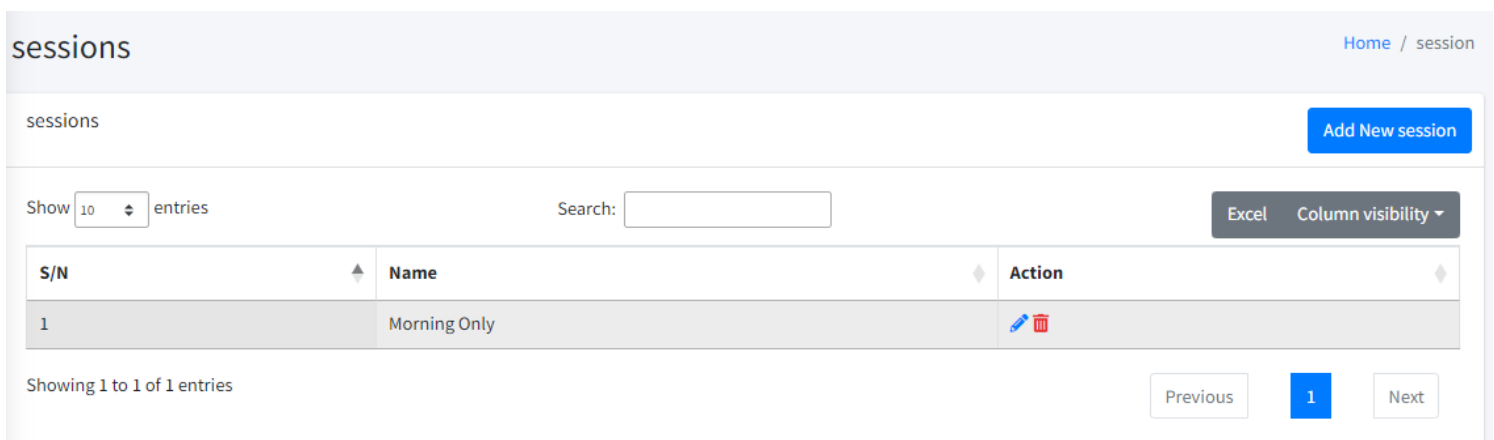 sessions
Home / session
sessions
Add New session
Show 10 entries
Search:
Excel Column visibility
S/N Name Action
1 Morning Only
Showing 1 to 1 of 1 entries
Previous 1 Next